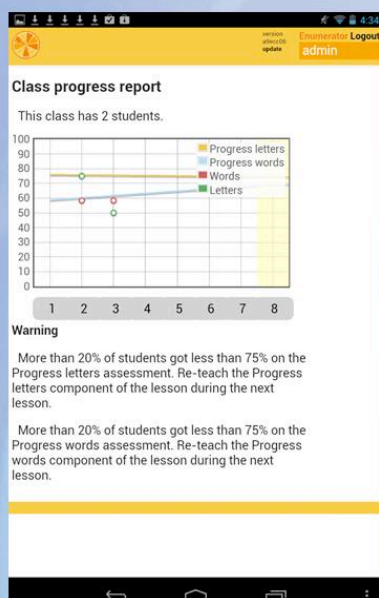 4:34
version
update
Enumerator Logout
admin
Class progress report
This class has 2 students.
100
90
80
70
60
50
40
30
20
10
0
Progress letters
Progress words
Words
Letters
1 2 3 4 5 6 7 8
Warning
More than 20% of students got less than 75% on the
Progress letters assessment. Re-teach the Progress
letters component of the lesson during the next
lesson.
More than 20% of students got less than 75% on the
Progress words assessment. Re-teach the Progress
words component of the lesson during the next
lesson.